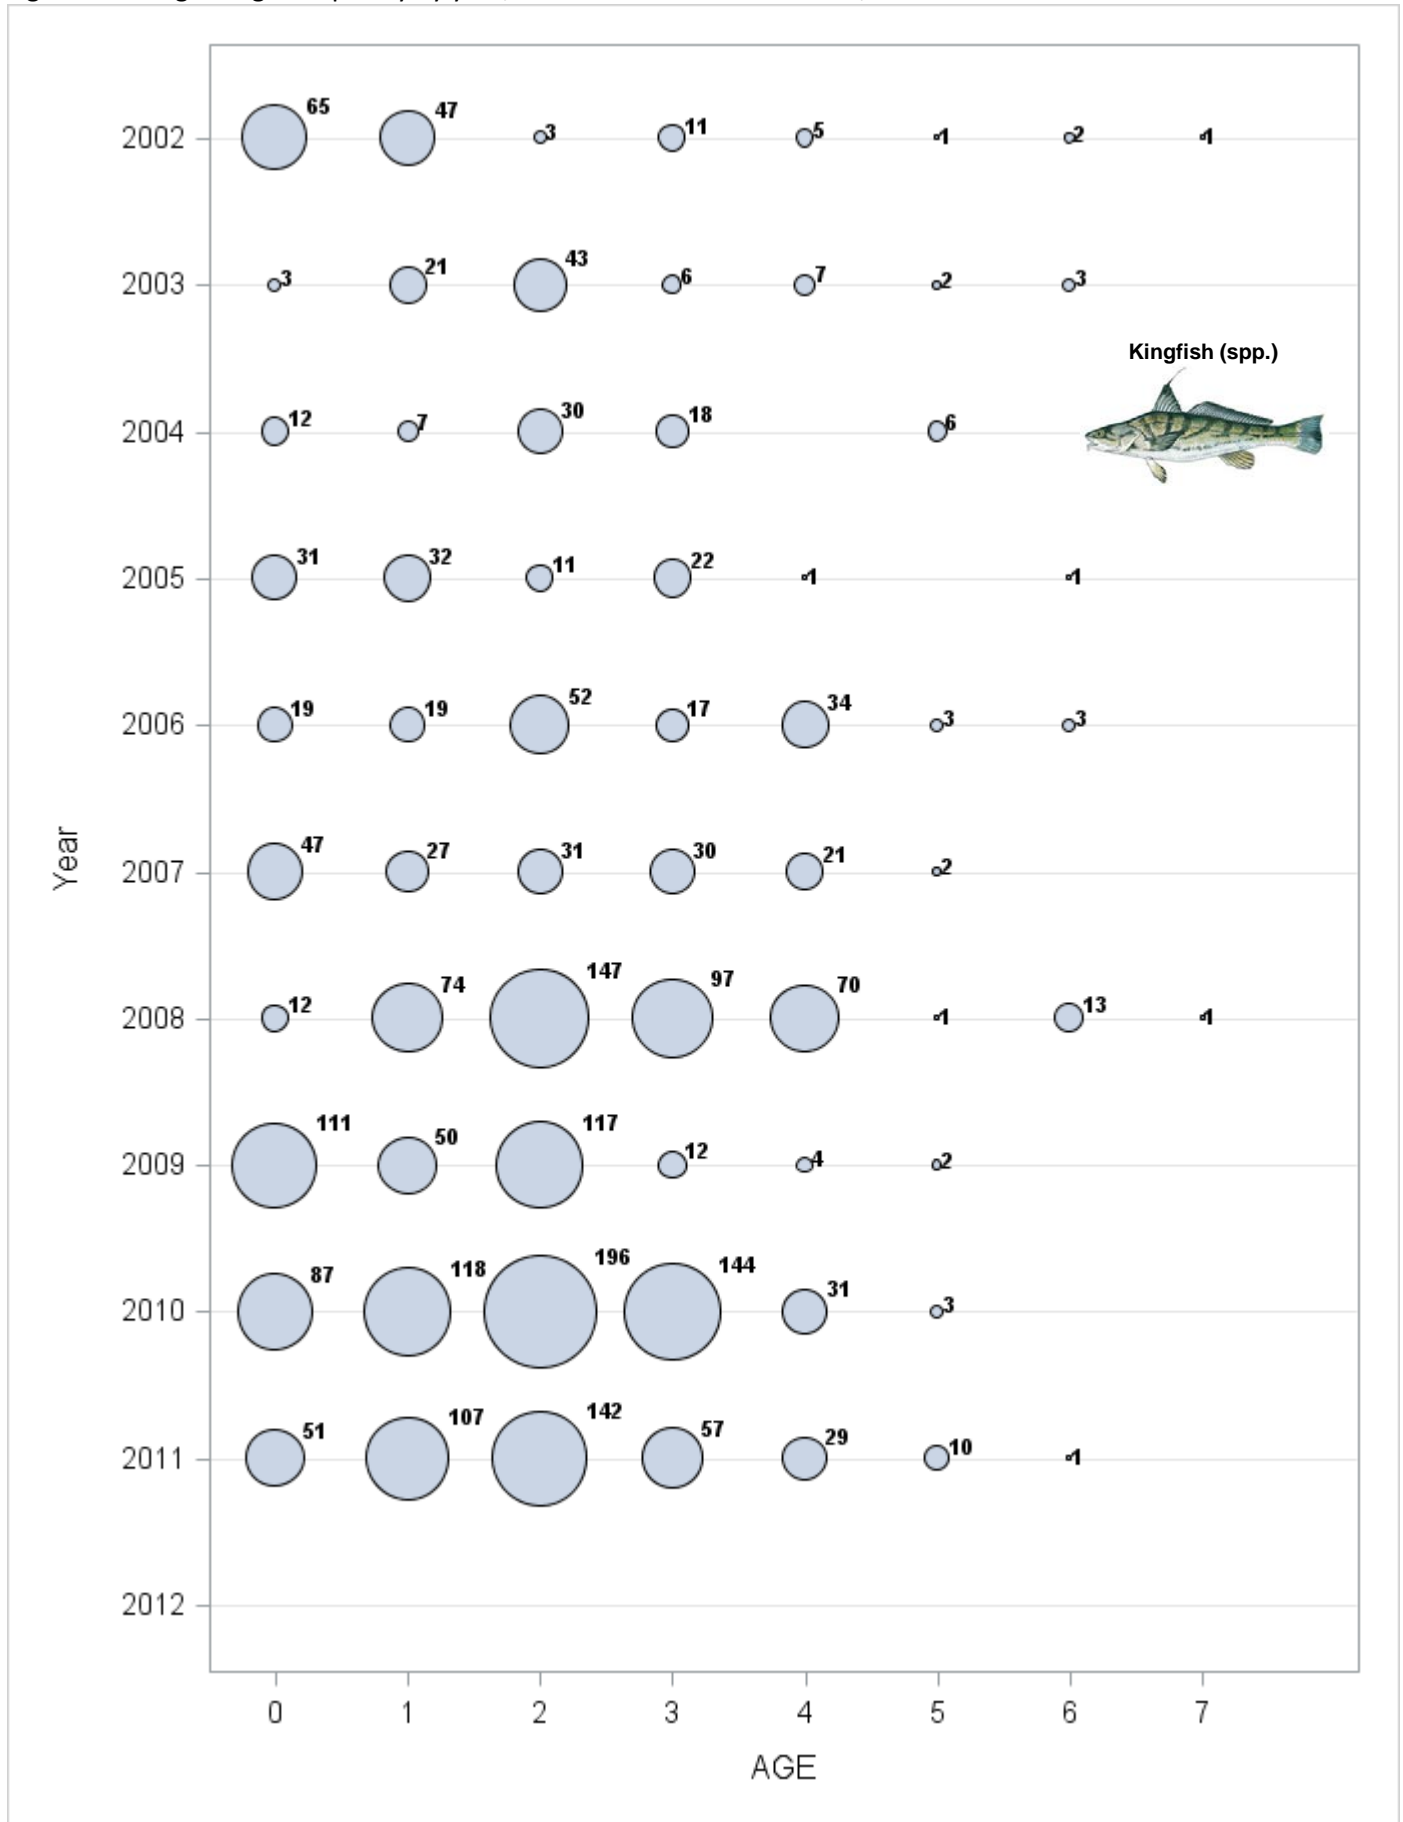 65 47 3 11 5 1 2 1
2002
3 21 43 6 7 2 3
2003
Kingfish (spp.)
12 7 30 18 6
2004
31 32 11 22 1 1
2005
19 19 52 17 34 3 3
2006
Year
47 27 31 30 21 2
2007
12 74 147 97 70 1 13 1
2008
111 50 117 12 4 2
2009
87 118 196 144 31 3
2010
51 107 142 57 29 10 1
2011
2012
0 1 2 3 4 5 6 7
AGE